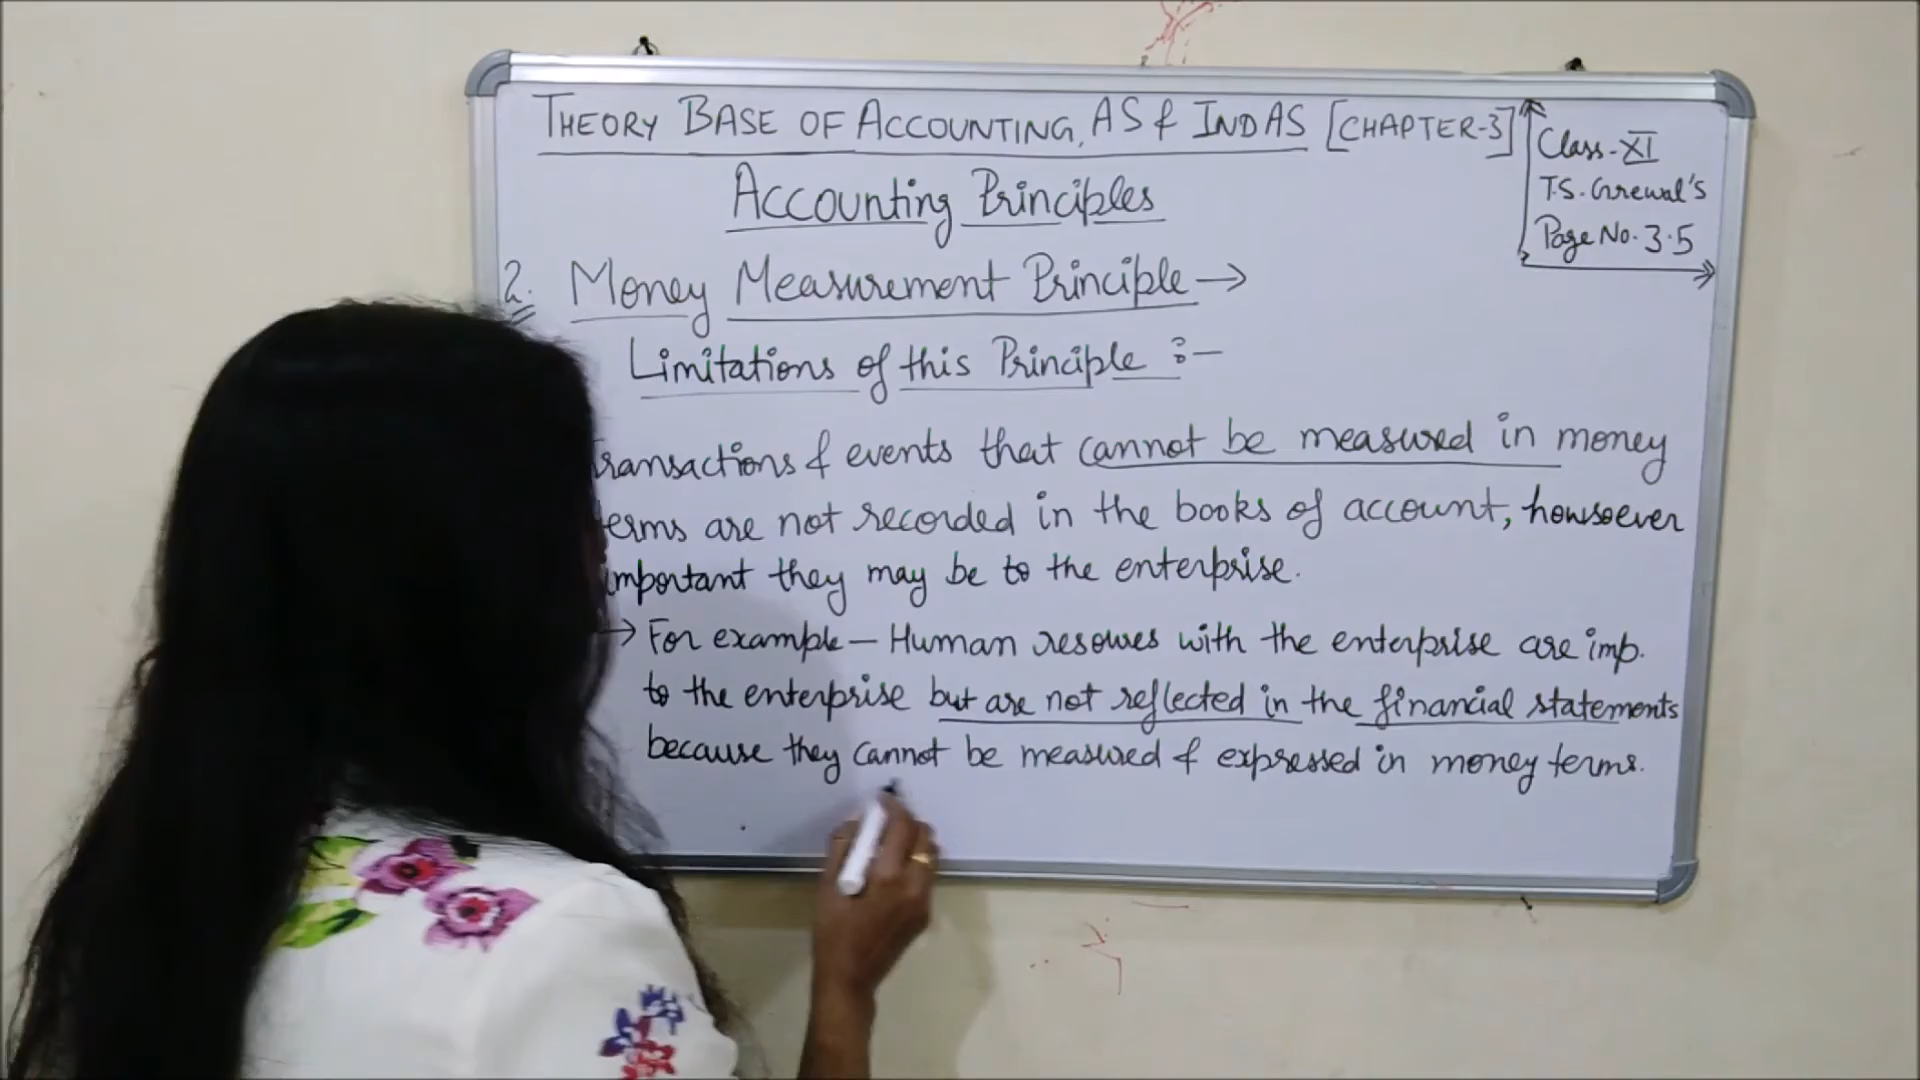 THEORY BASE OF ACCOUNTING, AS & IND AS [CHAPTER-3]
Class-XI
T.S. Grewal's
Page No. 3.5
ACCOUNTING PRINCIPLES
2. MONEY MEASUREMENT PRINCIPLE →
LIMITATIONS of this Principle :-
Transactions & events that cannot be measured in money
terms are not recorded in the books of account, howsoever
important they may be to the enterprise.
→ For example - Human resoures with the enterprise are imp.
to the enterprise but are not reflected in the financial statements
because they cannot be measured & expressed in money terms.